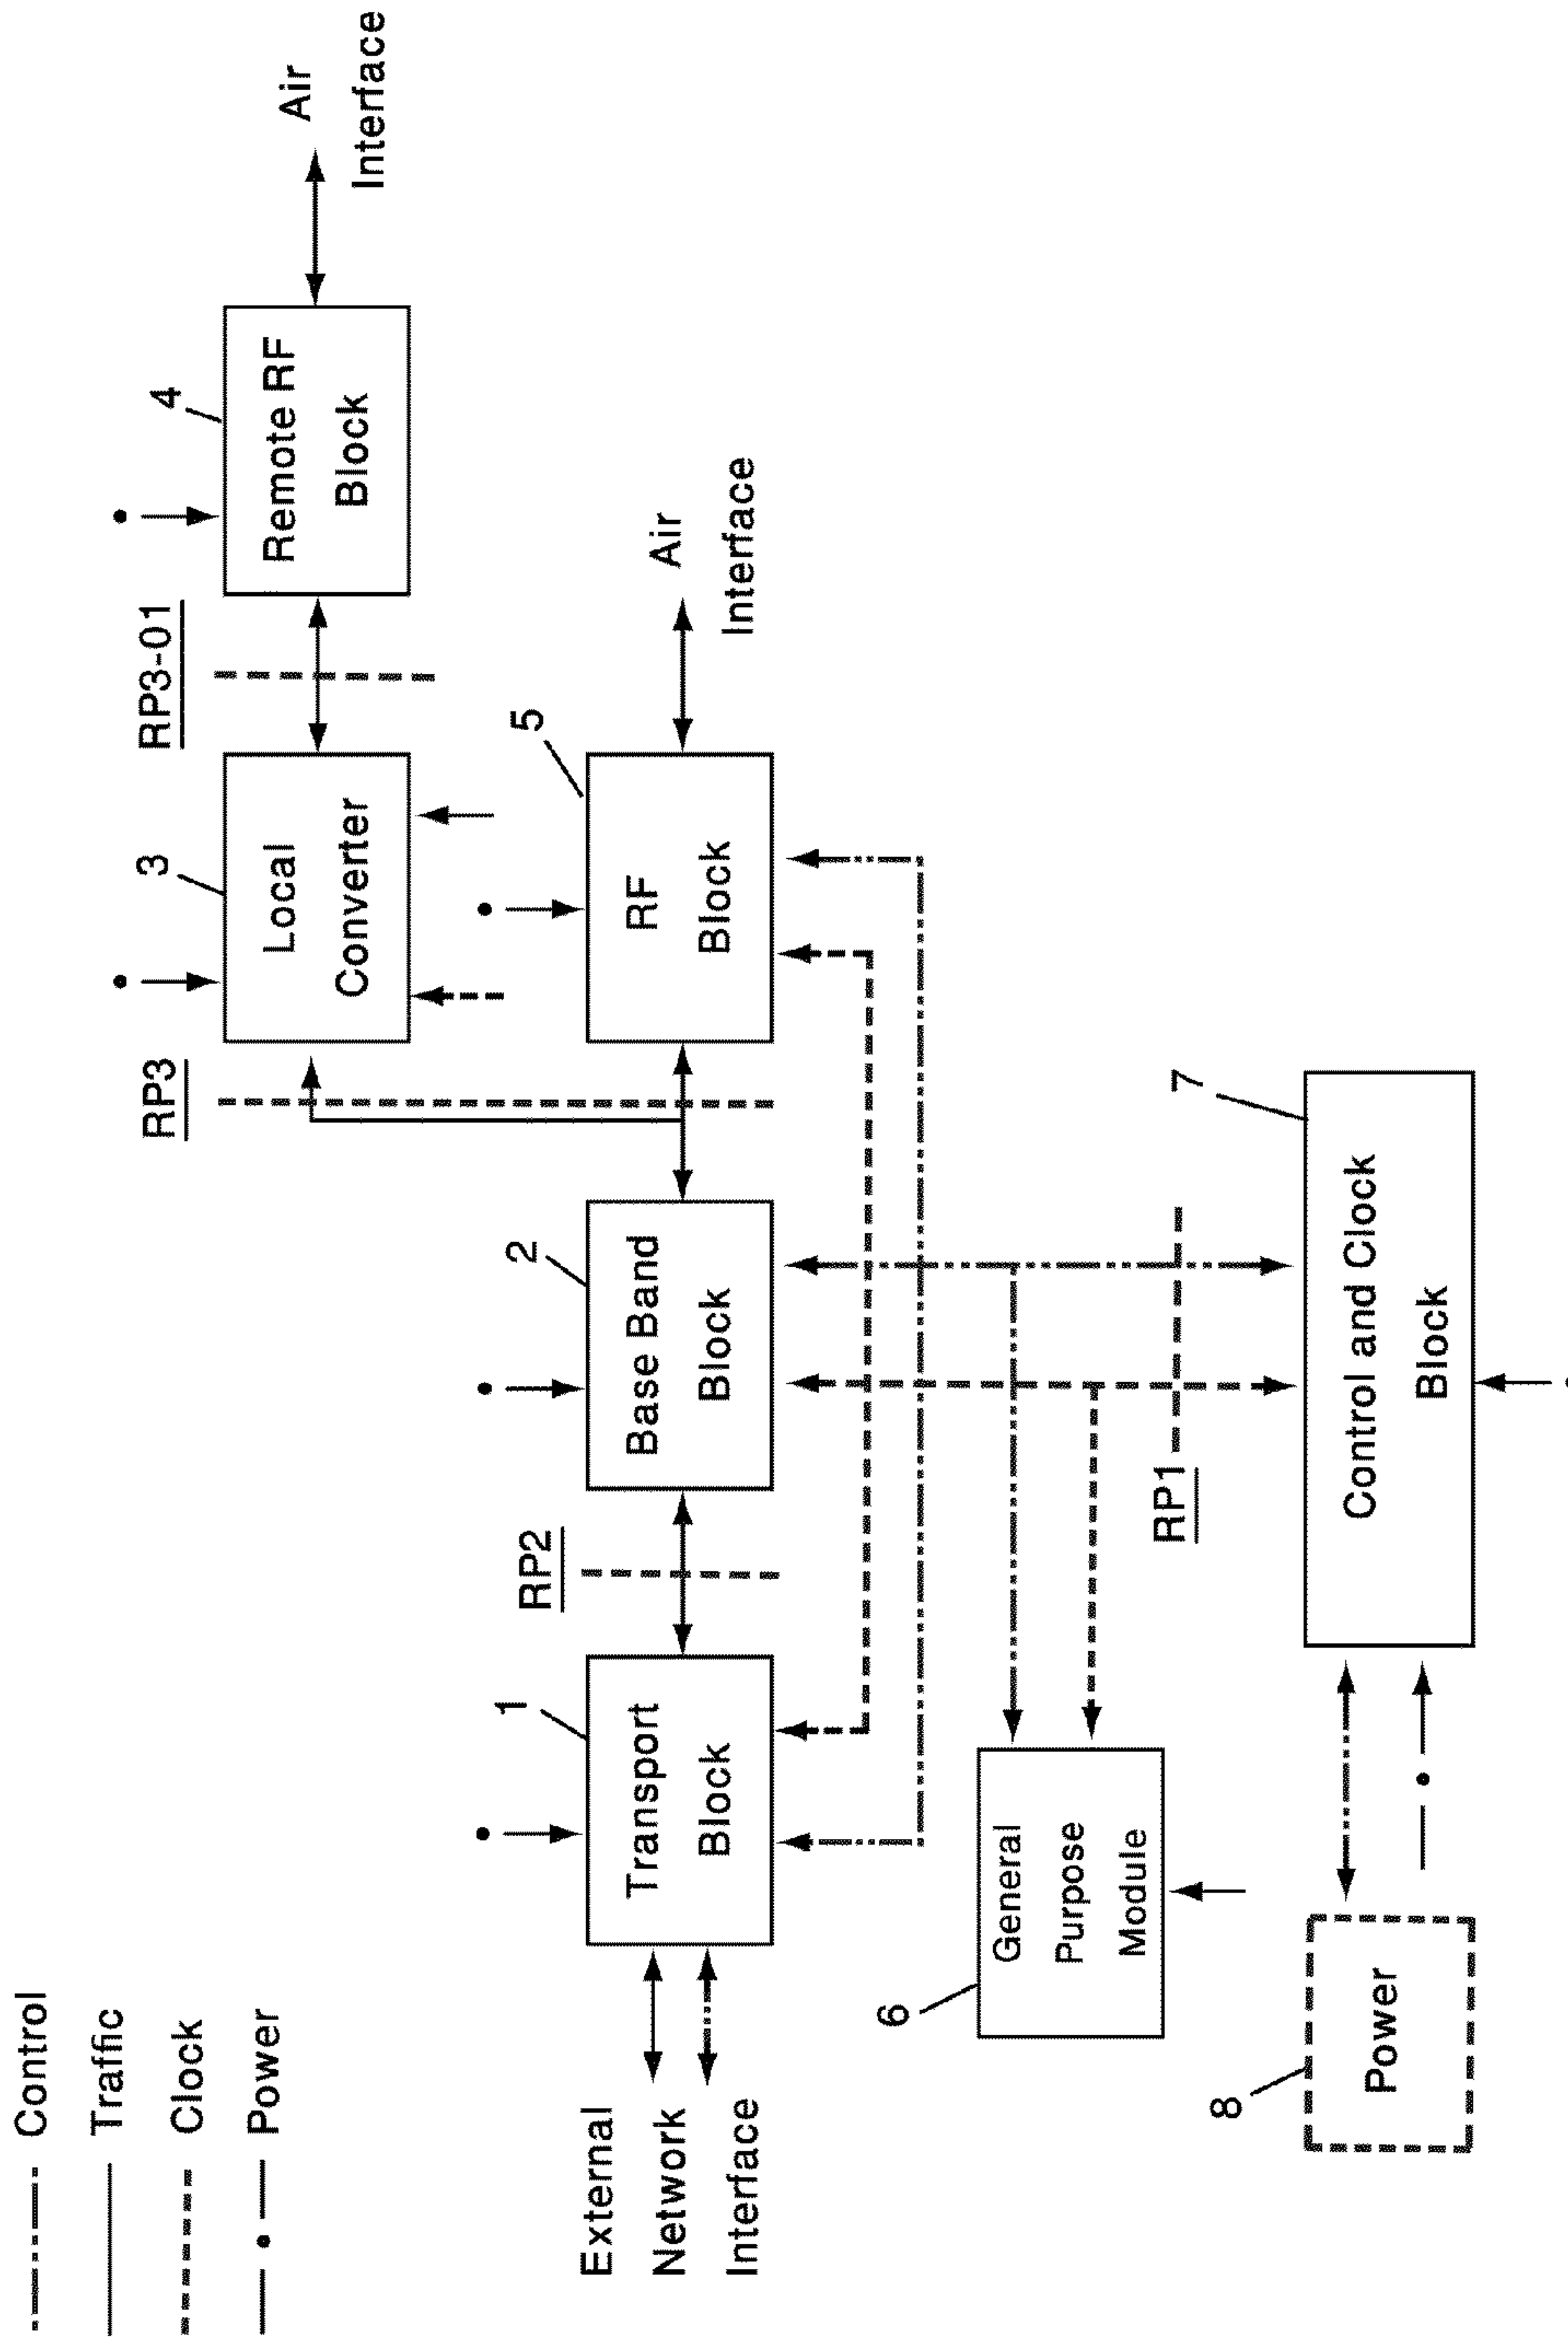 Control
Traffic
Clock
Power
RP3
RP3-01
3
Local
Converter
4
Remote RF
Block
Air
Interface
RP2
External
Network
Interface
1
Transport
Block
2
Base Band
Block
5
RF
Block
Air
Interface
6
General
Purpose
Module
RP1
8
Power
7
Control and Clock
Block